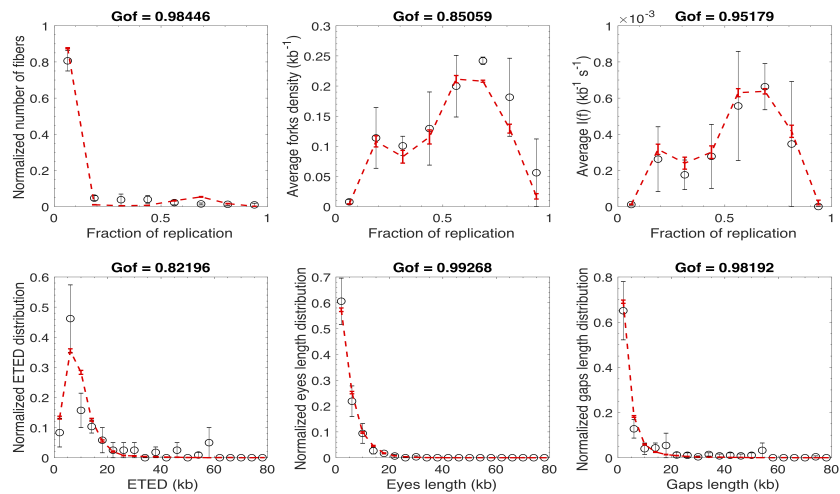 Gof = 0.98446
Normalized number of fibers
1
0.8
0.6
0.4
0.2
0
0 0.5 1
Fraction of replication
Gof = 0.85059
Average forks density (kb⁻¹)
0.3
0.25
0.2
0.15
0.1
0.05
0
0 0.5 1
Fraction of replication
Gof = 0.95179
×10⁻³
Average I(f) (kb¹ s⁻¹)
1
0.8
0.6
0.4
0.2
0
0 0.5 1
Fraction of replication
Gof = 0.82196
Normalized ETED distribution
0.6
0.5
0.4
0.3
0.2
0.1
0
0 20 40 60 80
ETED (kb)
Gof = 0.99268
Normalized eyes length distribution
0.7
0.6
0.5
0.4
0.3
0.2
0.1
0
0 20 40 60 80
Eyes length (kb)
Gof = 0.98192
Normalized gaps length distribution
0.8
0.6
0.4
0.2
0
0 20 40 60 80
Gaps length (kb)